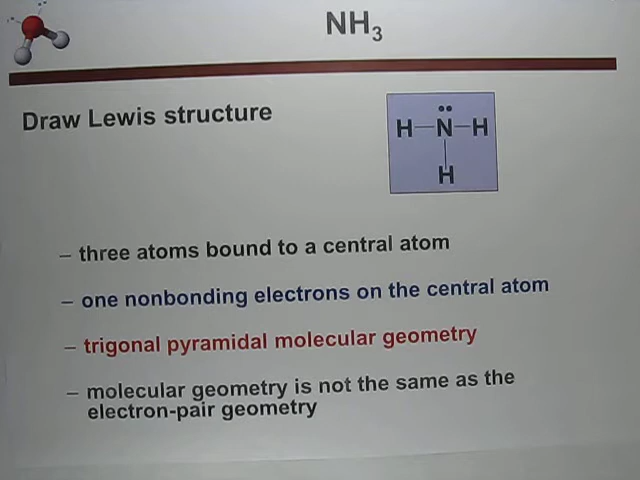 NH3
Draw Lewis structure
H N H
H
– three atoms bound to a central atom
– one nonbonding electrons on the central atom
– trigonal pyramidal molecular geometry
– molecular geometry is not the same as the
electron-pair geometry